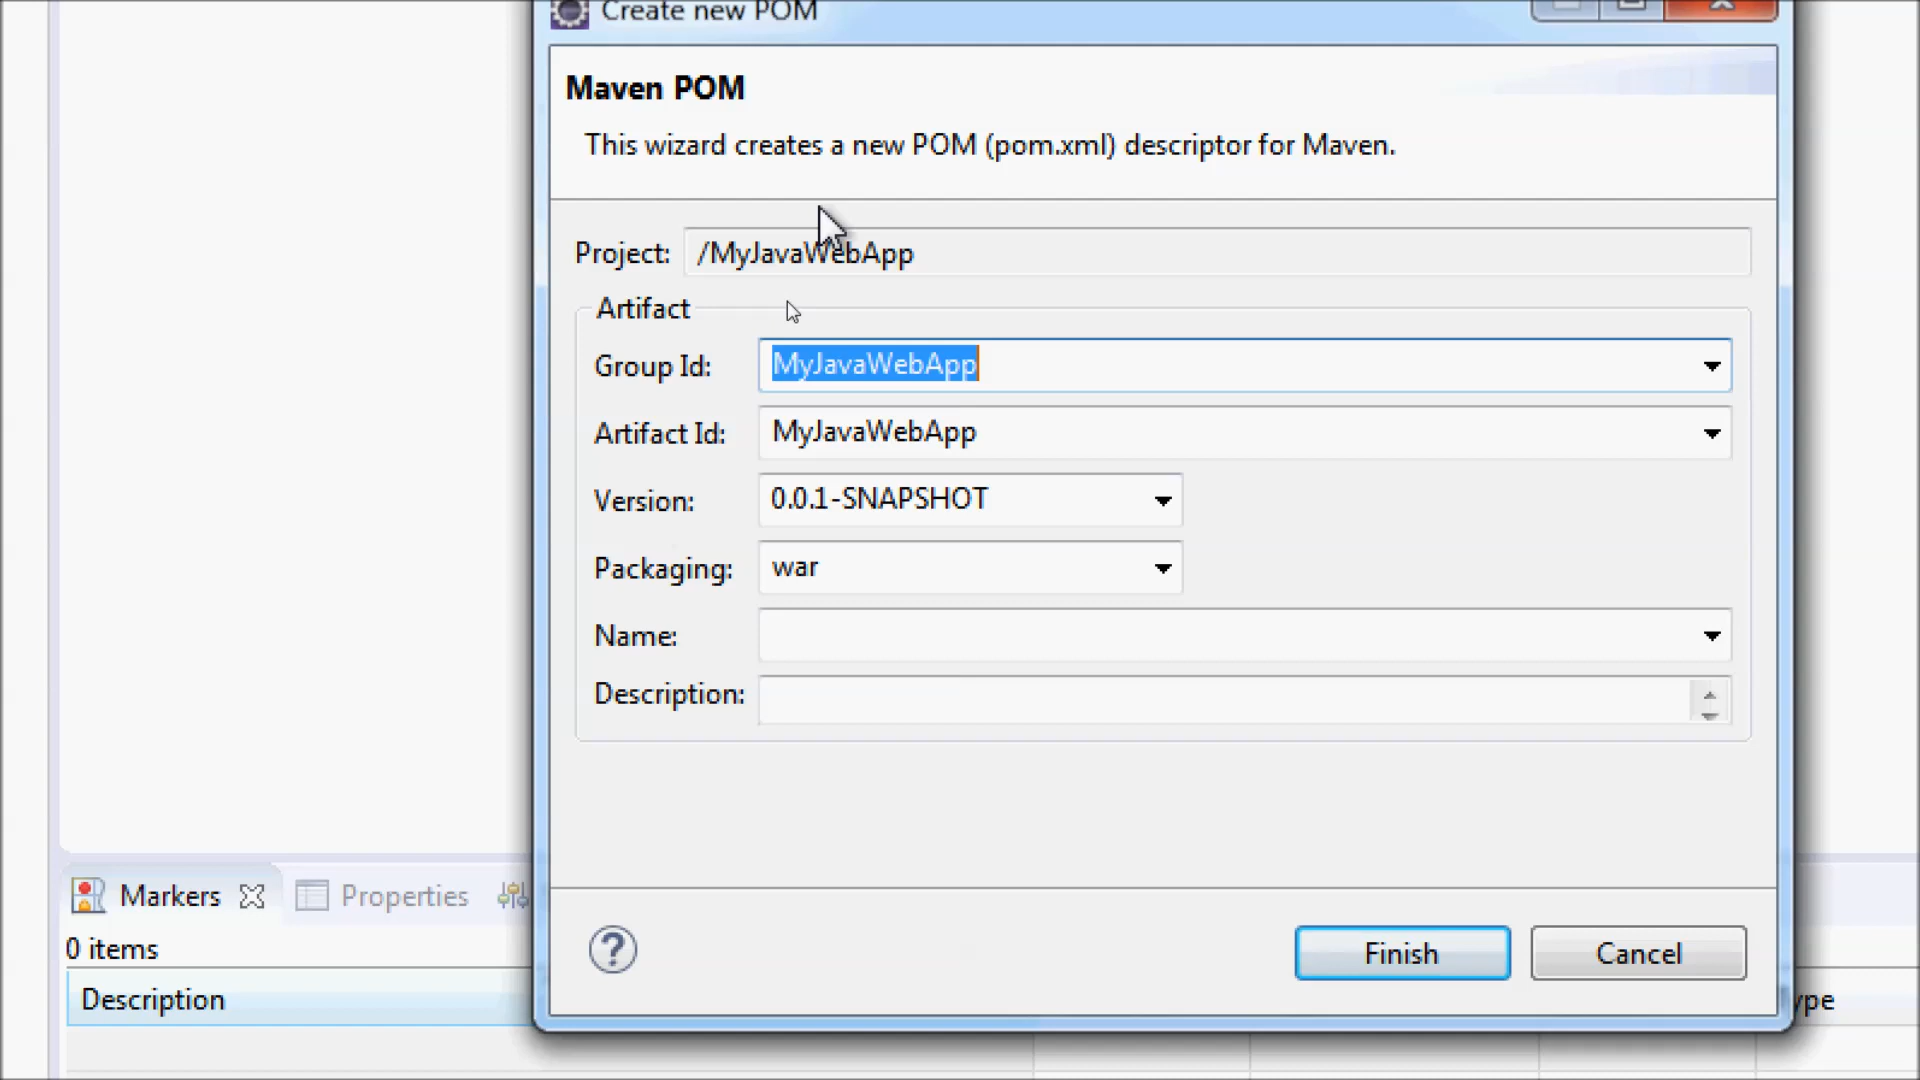 Create new POM
Maven POM
This wizard creates a new POM (pom.xml) descriptor for Maven.
Project: /MyJavaWebApp
Artifact
Group Id: MyJavaWebApp
Artifact Id: MyJavaWebApp
Version: 0.0.1-SNAPSHOT
Packaging: war
Name:
Description:
Markers Properties
0 items
? Finish Cancel
Description ype